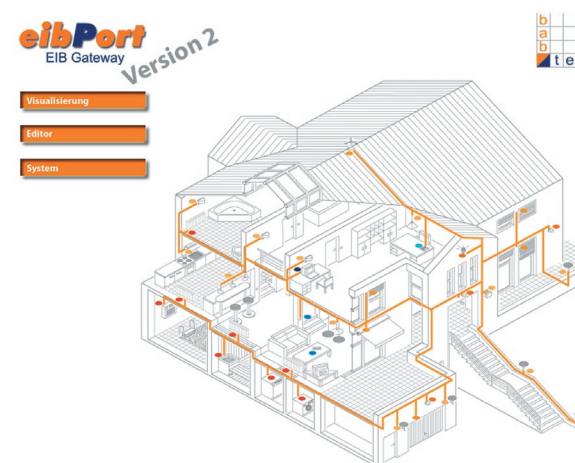 eibPort
EIB Gateway
Version 2
b
a
b
t e
Visualisierung
Editor
System